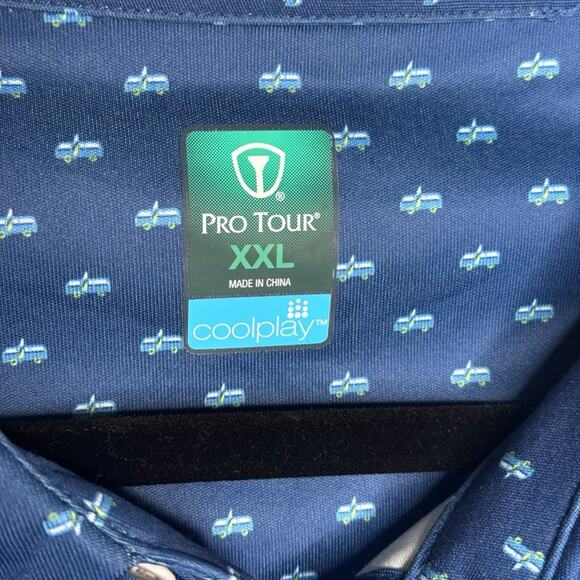 ®
PRO TOUR®
XXL
MADE IN CHINA
coolplay™